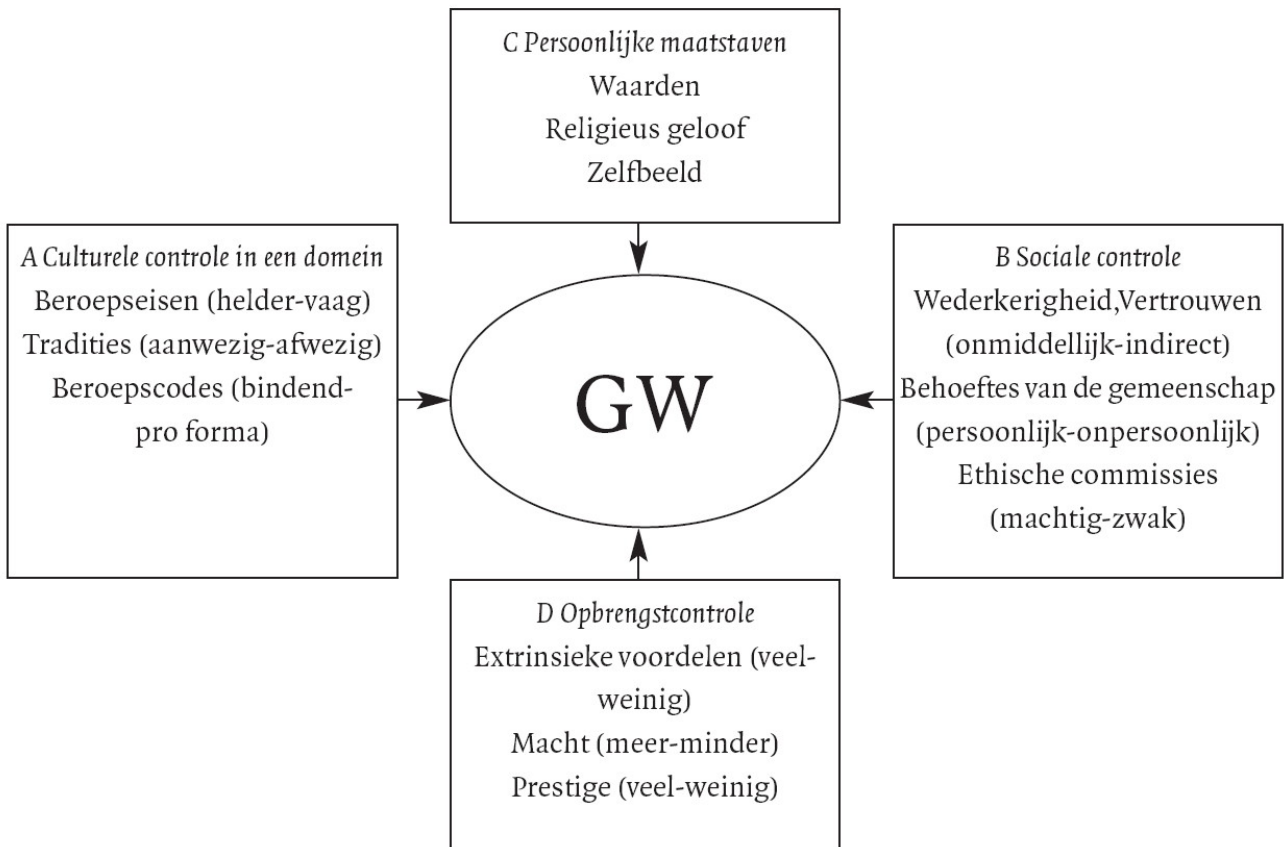 C Persoonlijke maatstaven
Waarden
Religieus geloof
Zelfbeeld
A Culturele controle in een domein
Beroepseisen (helder-vaag)
Tradities (aanwezig-afwezig)
Beroepscodes (bindend-
pro forma)
GW
B Sociale controle
Wederkerigheid,Vertrouwen
(onmiddellijk-indirect)
Behoeftes van de gemeenschap
(persoonlijk-onpersoonlijk)
Ethische commissies
(machtig-zwak)
D Opbrengstcontrole
Extrinsieke voordelen (veel-
weinig)
Macht (meer-minder)
Prestige (veel-weinig)